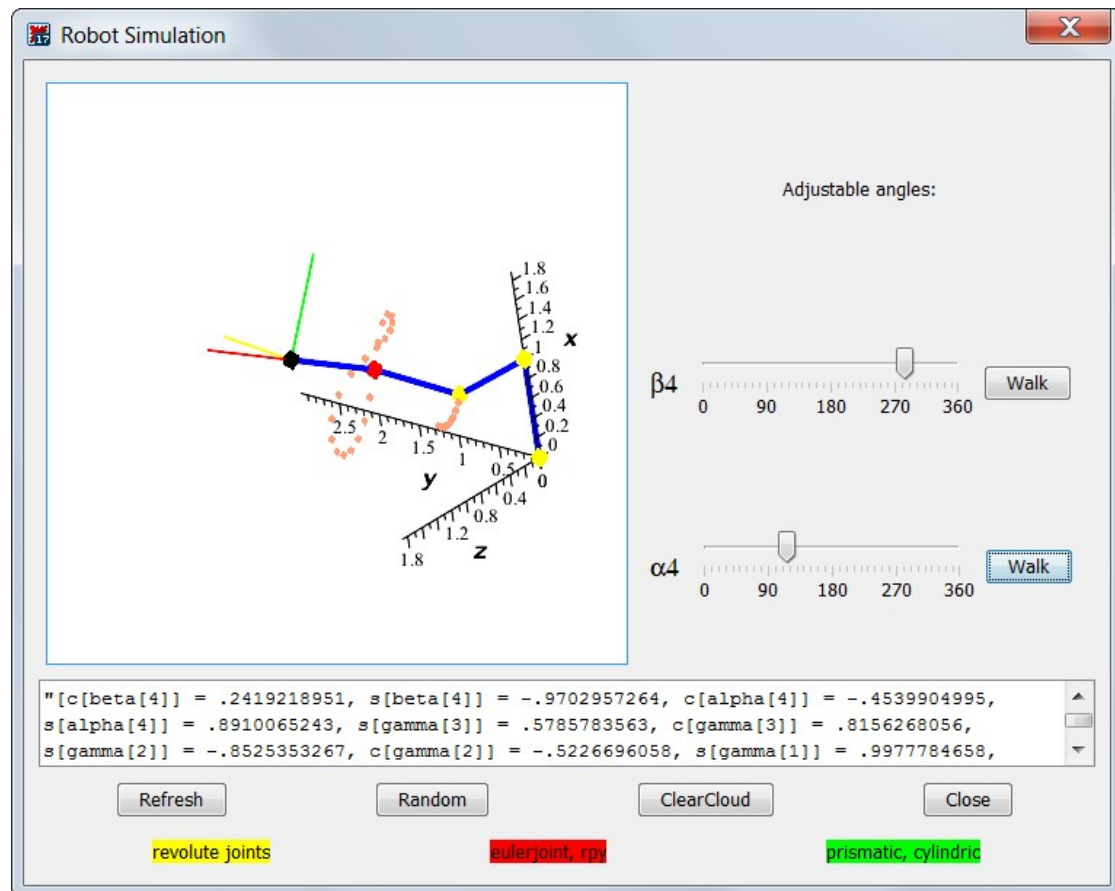 Robot Simulation
Adjustable angles:
1.8
1.6
1.4
1.2
1
0.8
0.6
0.4
0.2
0
x
2.5
2
1.5
1
0.5
0
y
0.4
0.8
1.2
1.8
z
β4
0 90 180 270 360
Walk
α4
0 90 180 270 360
Walk
"[c[beta[4]] = .2419218951, s[beta[4]] = -.9702957264, c[alpha[4]] = -.4539904995,
s[alpha[4]] = .8910065243, s[gamma[3]] = .5785783563, c[gamma[3]] = .8156268056,
s[gamma[2]] = -.8525353267, c[gamma[2]] = -.5226696058, s[gamma[1]] = .9977784658,
Refresh Random ClearCloud Close
revolute joints eulerjoint, rpy prismatic, cylindric